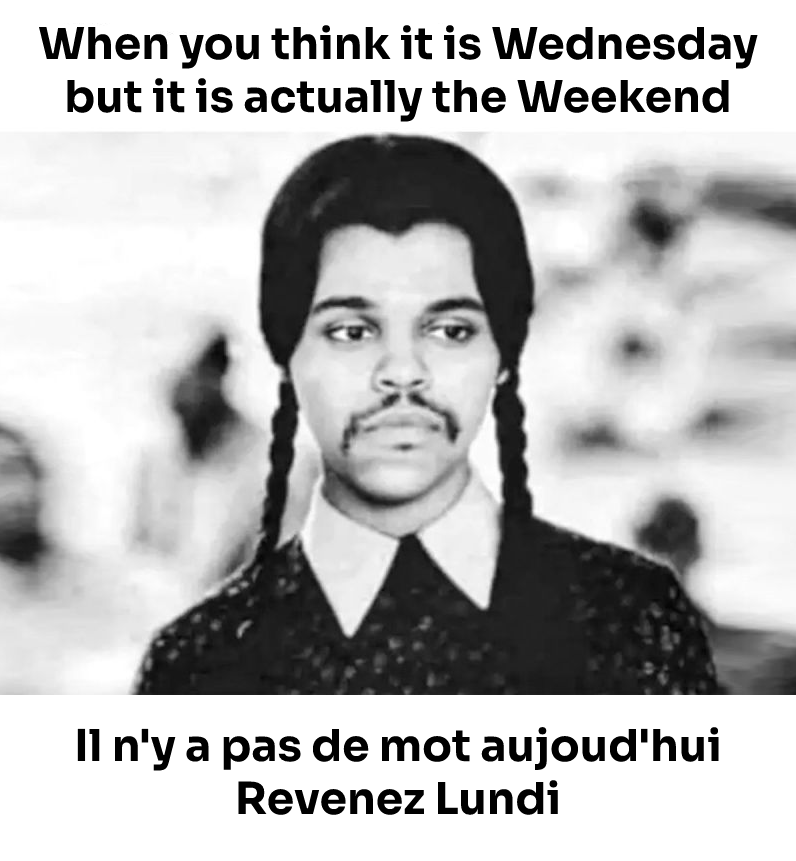 When you think it is Wednesday
but it is actually the Weekend
Il n'y a pas de mot aujoud'hui
Revenez Lundi